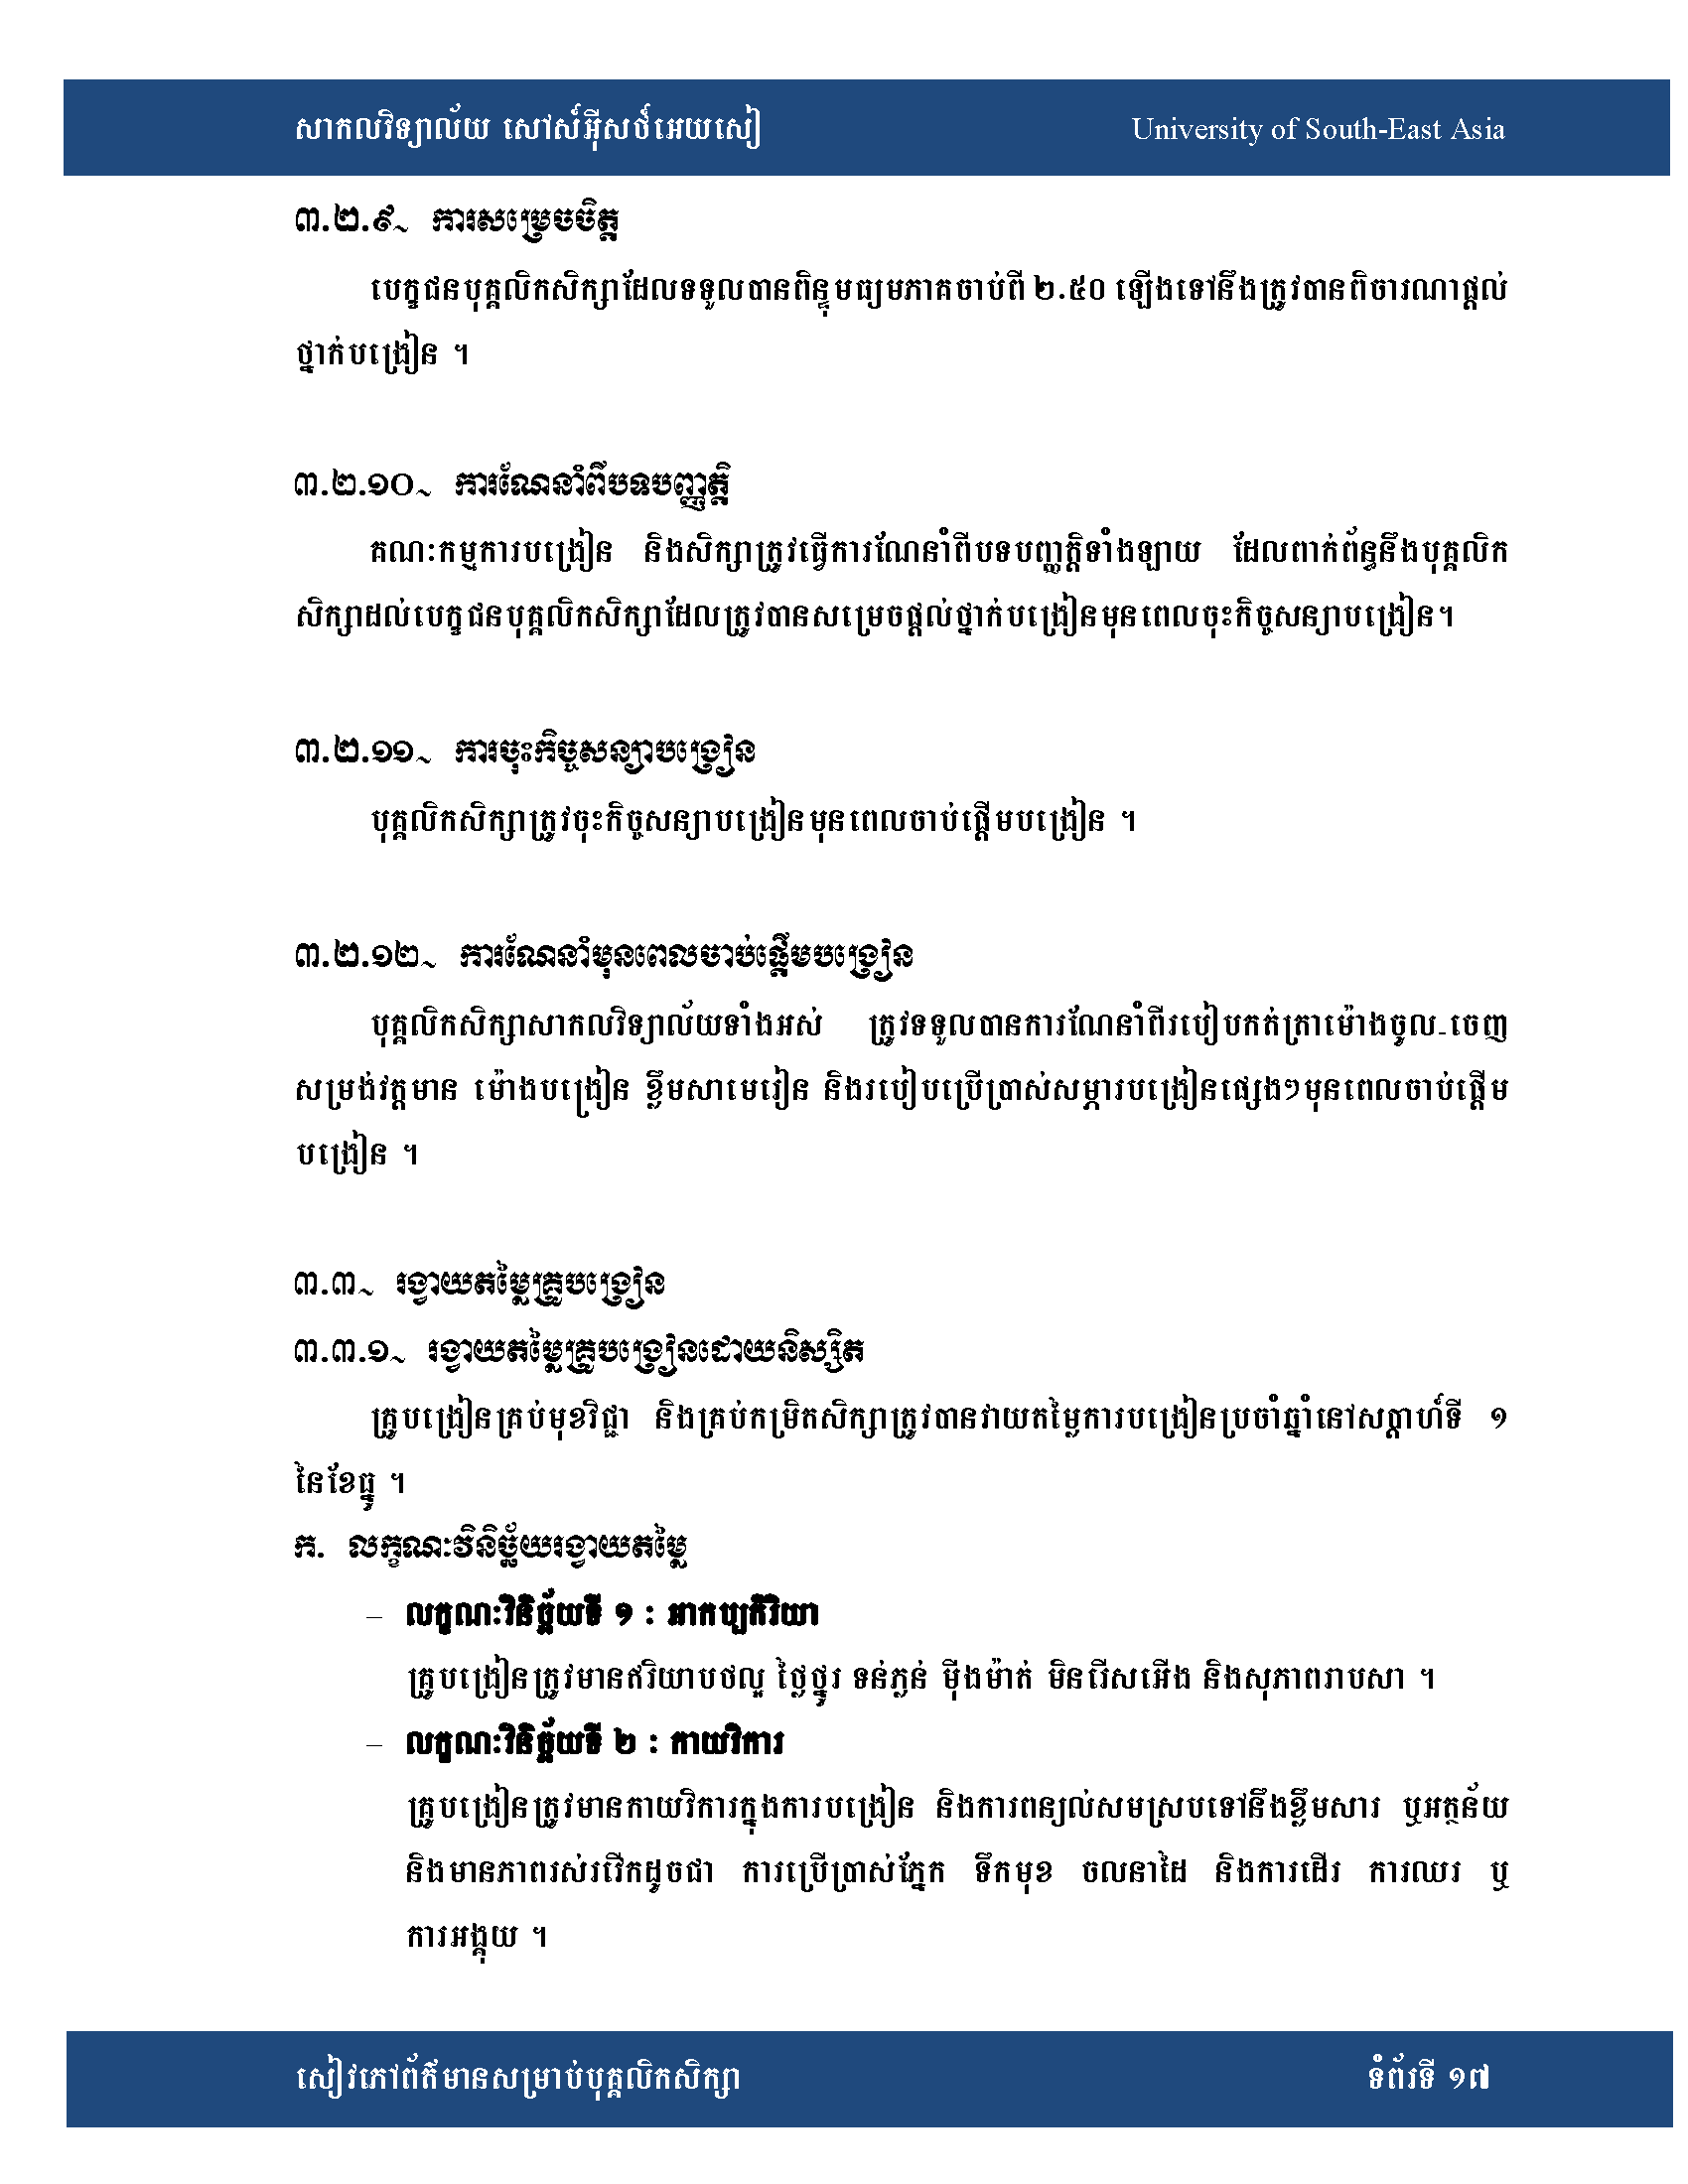 សាកលវិទ្យាល័យ សៅស៍អ៊ីសថ៍អេយសៀ University of South-East Asia
៣.២.៩~ ការសម្រេចចិត្ត
បេក្ខជនបុគ្គលិកសិក្សាដែលទទួលបានពិន្ទុមធ្យមភាគចាប់ពី ២.៥០ ឡើងទៅនឹងត្រូវបានពិចារណាផ្តល់
ថ្នាក់បង្រៀន ។
៣.២.១០~ ការណែនាំពីបទបញ្ញត្តិ
គណៈកម្មការបង្រៀន និងសិក្សាត្រូវធ្វើការណែនាំពីបទបញ្ញត្តិទាំងឡាយ ដែលពាក់ព័ន្ធនឹងបុគ្គលិក
សិក្សាដល់បេក្ខជនបុគ្គលិកសិក្សាដែលត្រូវបានសម្រេចផ្តល់ថ្នាក់បង្រៀនមុនពេលចុះកិច្ចសន្យាបង្រៀន។
៣.២.១១~ ការចុះកិច្ចសន្យាបង្រៀន
បុគ្គលិកសិក្សាត្រូវចុះកិច្ចសន្យាបង្រៀនមុនពេលចាប់ផ្តើមបង្រៀន ។
៣.២.១២~ ការណែនាំមុនពេលចាប់ផ្តើមបង្រៀន
បុគ្គលិកសិក្សាសាកលវិទ្យាល័យទាំងអស់ ត្រូវទទួលបានការណែនាំពីរបៀបកត់ត្រាម៉ោងចូល-ចេញ
សម្រង់វត្តមាន ម៉ោងបង្រៀន ខ្លឹមសាមេរៀន និងរបៀបប្រើប្រាស់សម្ភារបង្រៀនផ្សេងៗមុនពេលចាប់ផ្តើម
បង្រៀន ។
៣.៣~ រង្វាយតម្លៃគ្រូបង្រៀន
៣.៣.១~ រង្វាយតម្លៃគ្រូបង្រៀនដោយនិស្សិត
គ្រូបង្រៀនគ្រប់មុខវិជ្ជា និងគ្រប់កម្រិតសិក្សាត្រូវបានវាយតម្លៃការបង្រៀនប្រចាំឆ្នាំនៅសប្តាហ៍ទី ១
នៃខែធ្នូ ។
ក. លក្ខណៈវិនិច្ឆ័យរង្វាយតម្លៃ
– លក្ខណៈវិនិច្ឆ័យទី ១ : អាកប្បកិរិយា
គ្រូបង្រៀនត្រូវមានឥរិយាបថល្អ ថ្លៃថ្នូរ ទន់ភ្លន់ ម៉ឺងម៉ាត់ មិនរើសអើង និងសុភាពរាបសា ។
– លក្ខណៈវិនិច្ឆ័យទី ២ : កាយវិការ
គ្រូបង្រៀនត្រូវមានកាយវិការក្នុងការបង្រៀន និងការពន្យល់សមស្របទៅនឹងខ្លឹមសារ ឬអត្ថន័យ
និងមានភាពរស់រវើកដូចជា ការប្រើប្រាស់ភ្នែក ទឹកមុខ ចលនាដៃ និងការដើរ ការឈរ ឬ
ការអង្គុយ ។
សៀវភៅព័ត៌មានសម្រាប់បុគ្គលិកសិក្សា ទំព័រទី ១៧